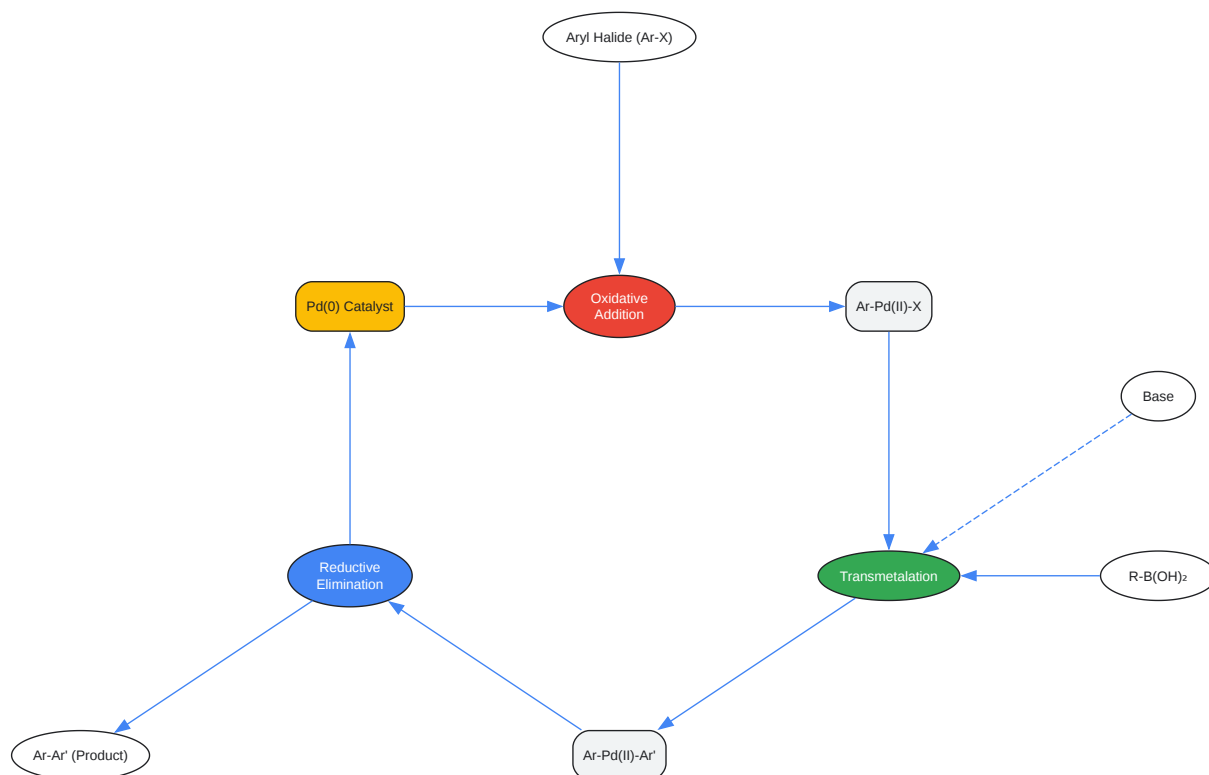 Aryl Halide (Ar-X)
Pd(0) Catalyst
Oxidative
Addition
Ar-Pd(II)-X
Base
Reductive
Elimination
Transmetalation
R-B(OH)₂
Ar-Ar' (Product)
Ar-Pd(II)-Ar'